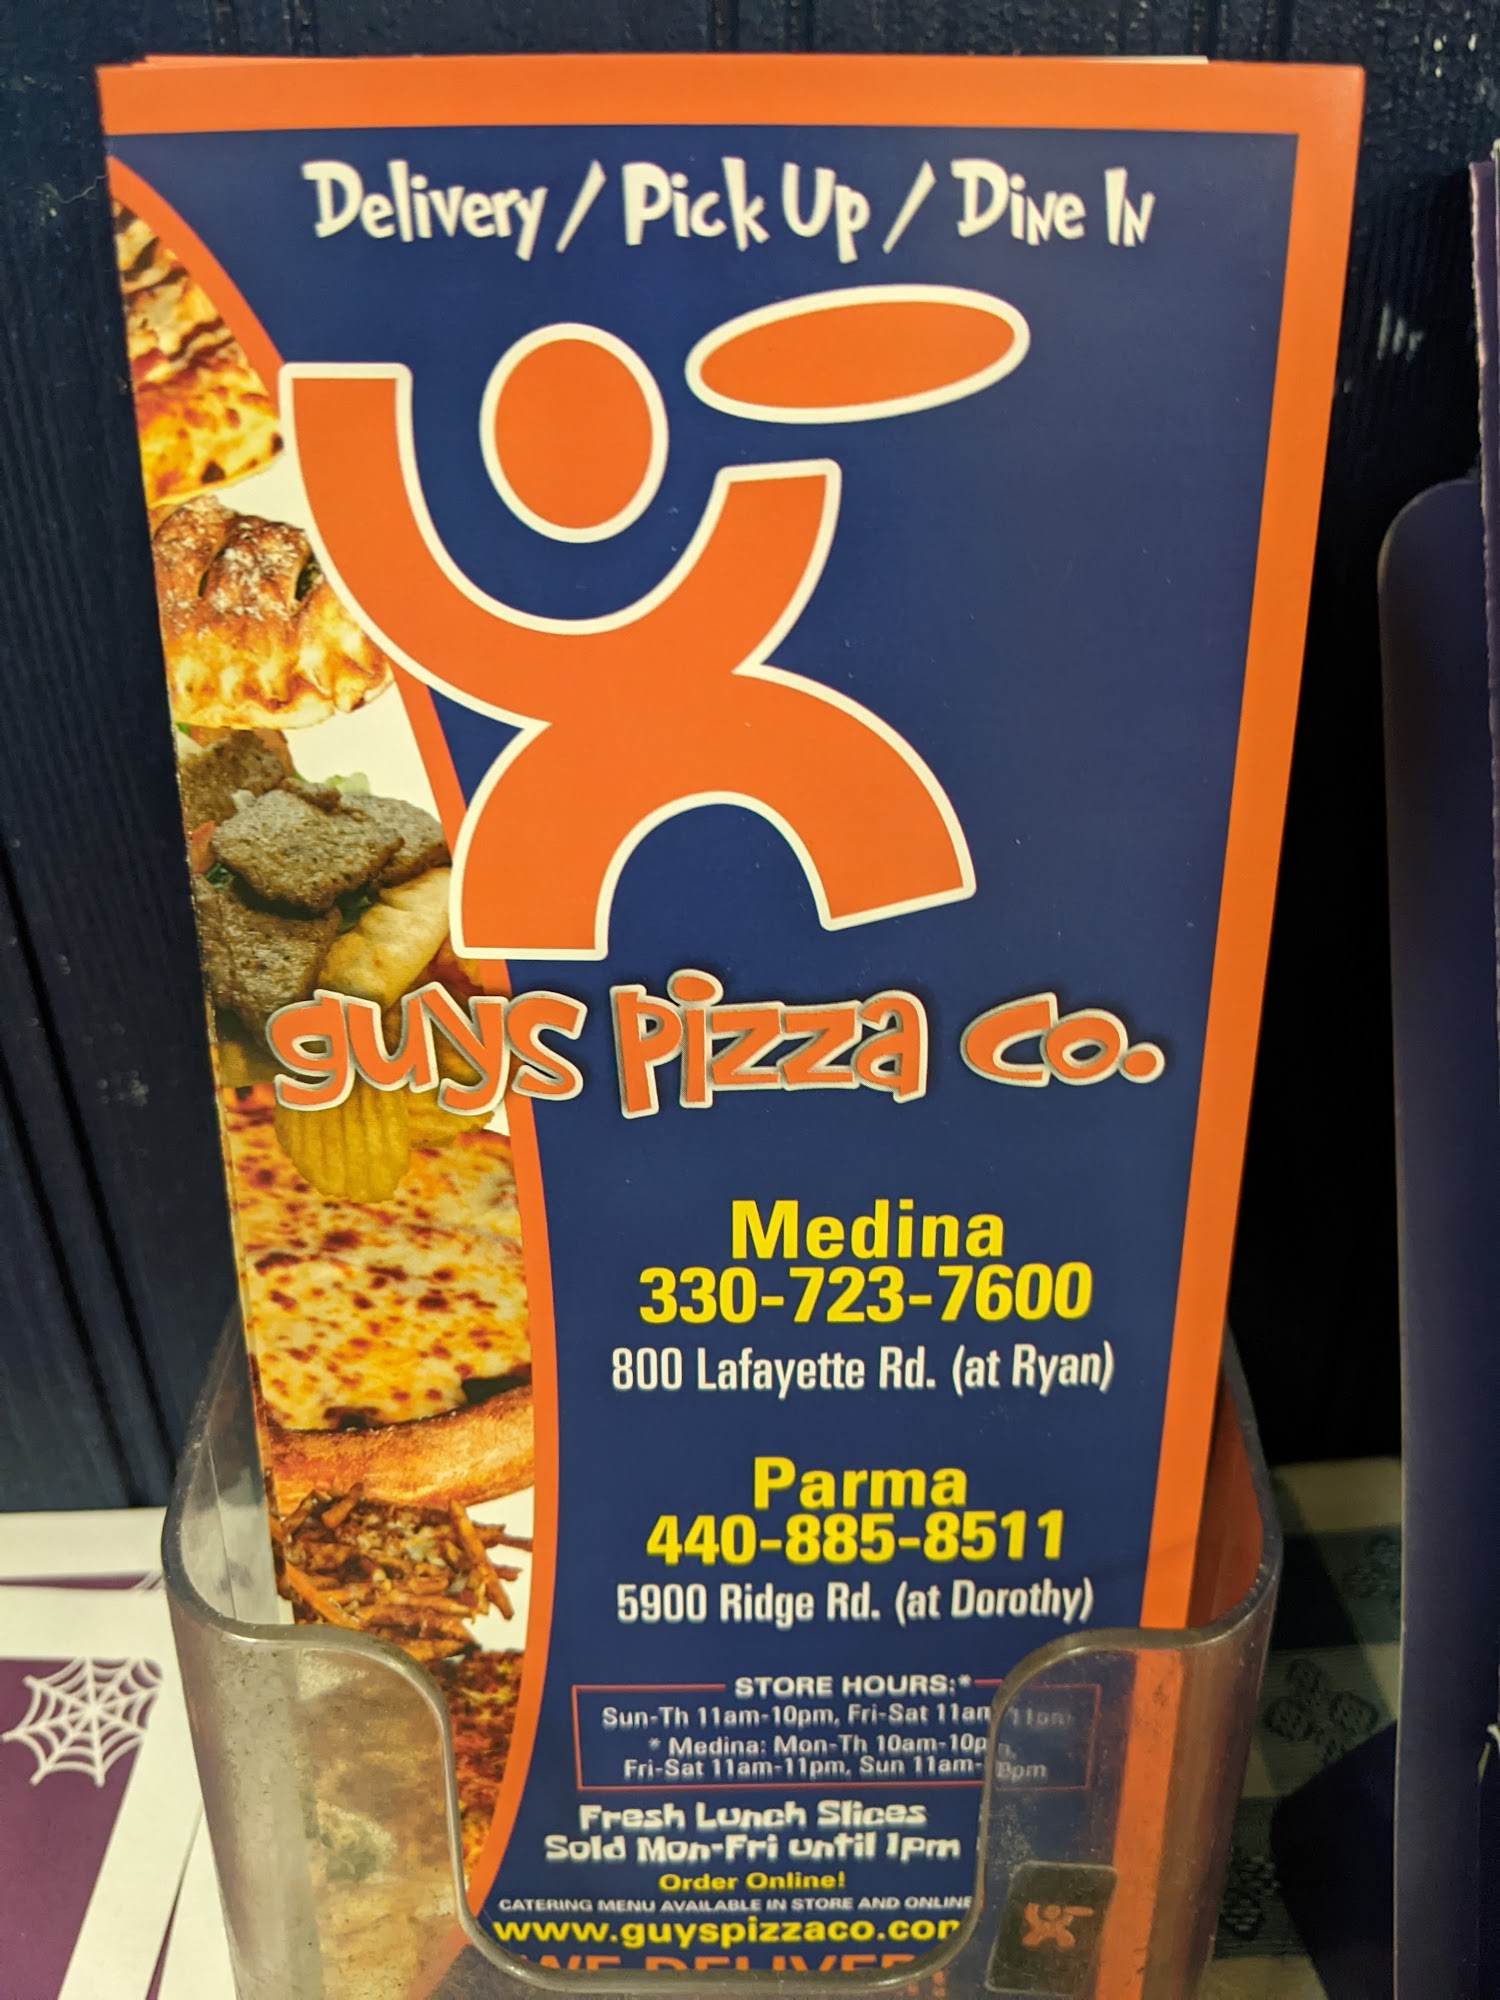 Delivery / Pick Up / Dine In
guys pizza co.
Medina
330-723-7600
800 Lafayette Rd. (at Ryan)
Parma
440-885-8511
5900 Ridge Rd. (at Dorothy)
STORE HOURS:*
Sun-Th 11am-10pm, Fri-Sat 11am
* Medina: Mon-Th 10am-10p
Fri-Sat 11am-11pm, Sun 11am-
Fresh Lunch Slices
Sold Mon-Fri until 1pm
Order Online!
CATERING MENU AVAILABLE IN STORE AND ONLINE
www.guyspizzaco.com
WE DELIVER!